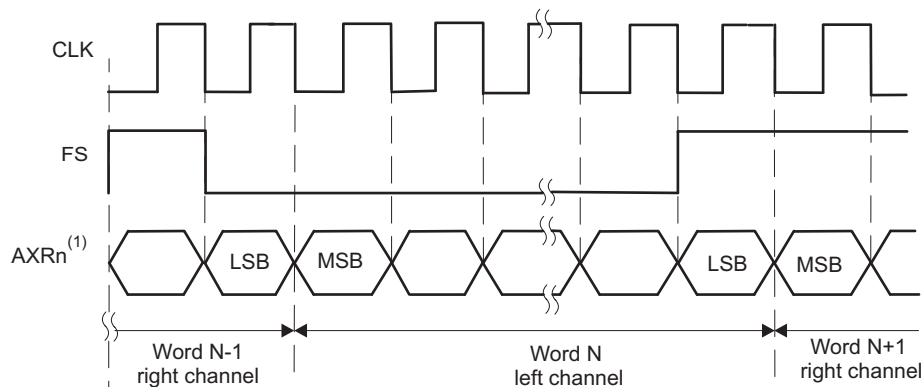 CLK
FS
AXRn(1)
LSB
MSB
LSB
MSB
Word N-1
right channel
Word N
left channel
Word N+1
right channel